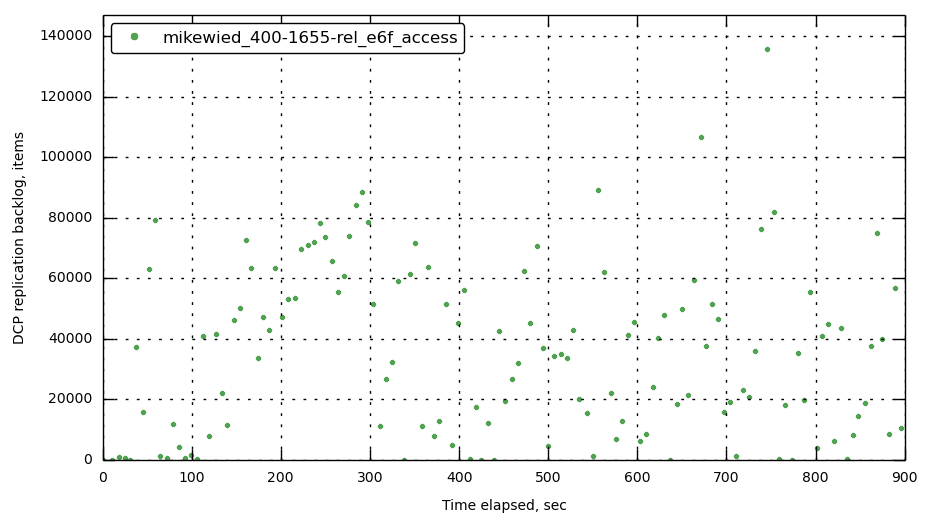 mikewied_400-1655-rel_e6f_access
140000
120000
100000
80000
60000
40000
20000
0
DCP replication backlog, items
0 100 200 300 400 500 600 700 800 900
Time elapsed, sec